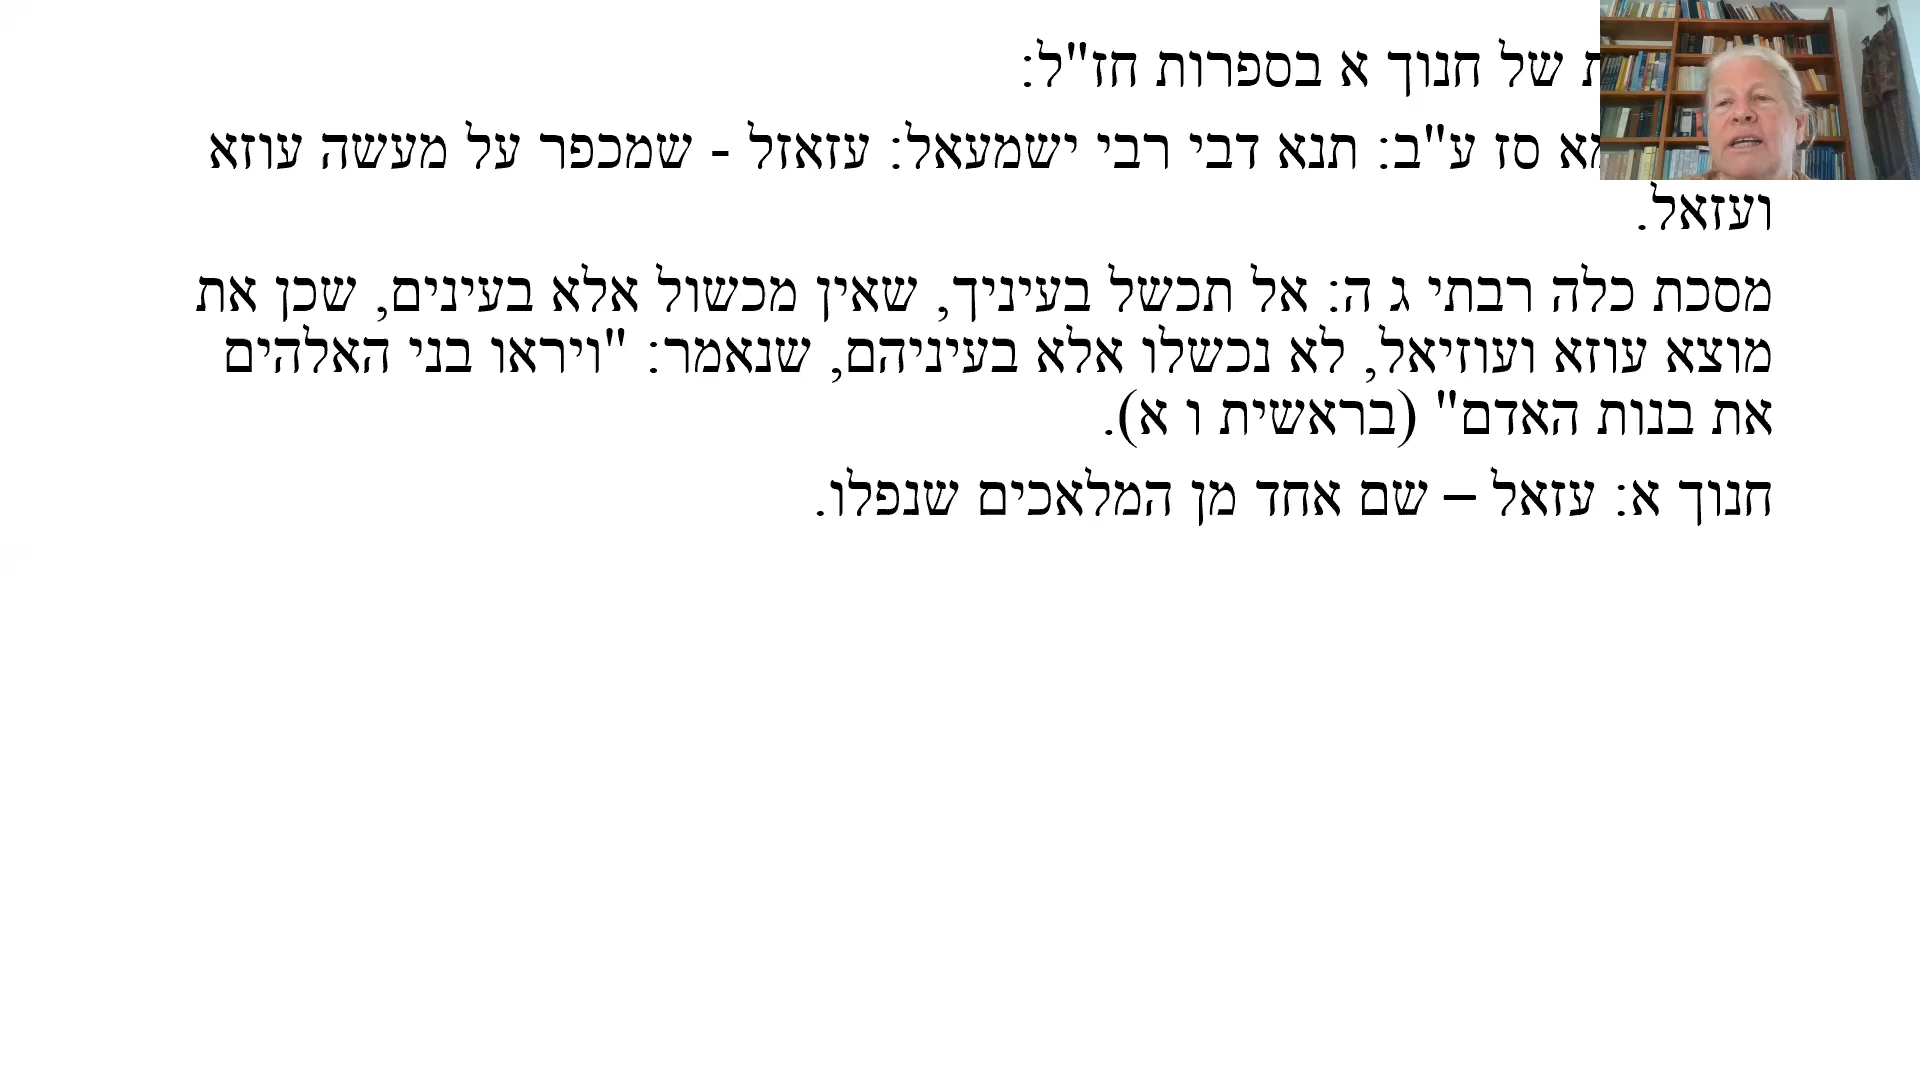 של חנוך א בספרות חז"ל:
סז ע"ב: תנא דבי רבי ישמעאל: עזאזל - שמכפר על מעשה עוזא
ועזאל.
מסכת כלה רבתי ג ה: אל תכשל בעיניך, שאין מכשול אלא בעינים, שכן את
מוצא עוזא ועוזיאל, לא נכשלו אלא בעיניהם, שנאמר: "ויראו בני האלהים
את בנות האדם" (בראשית ו א).
חנוך א: עזאל – שם אחד מן המלאכים שנפלו.